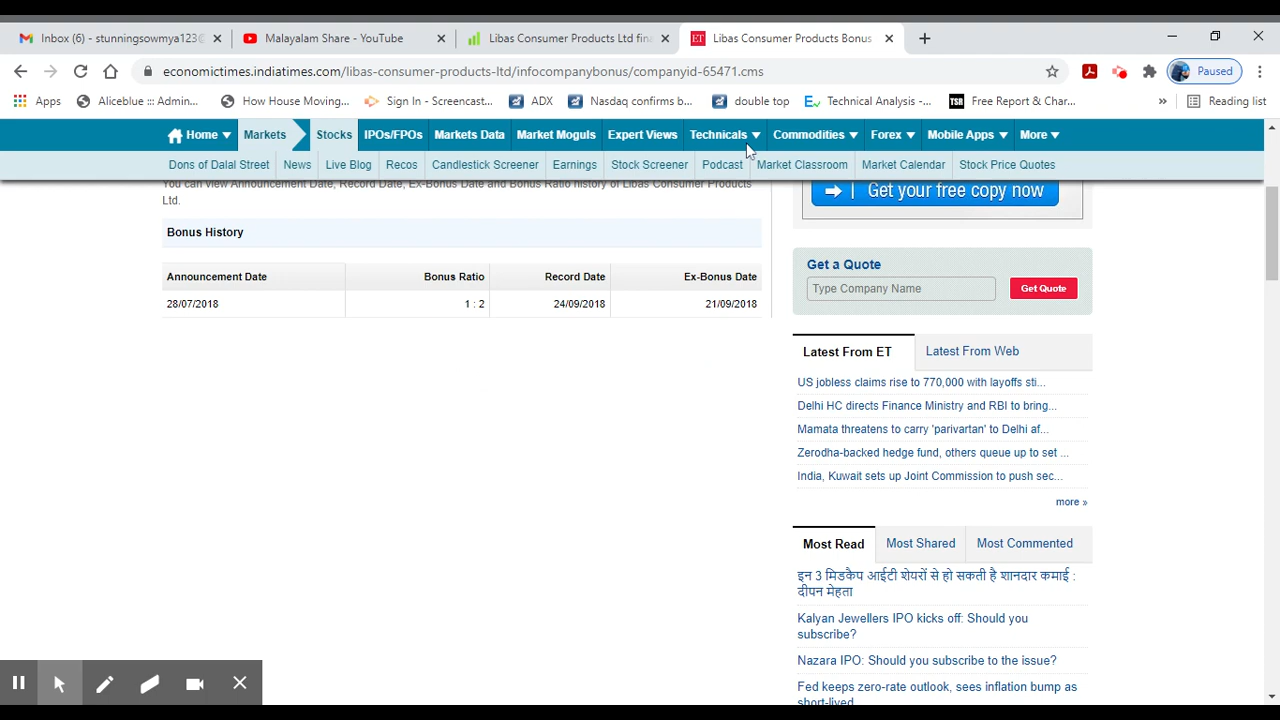 Inbox (6) - stunningsowmya123@
Malayalam Share - YouTube
Libas Consumer Products Ltd fina
ET Libas Consumer Products Bonus
economictimes.indiatimes.com/libas-consumer-products-ltd/infocompanybonus/companyid-65471.cms
Paused
Apps
Aliceblue ::: Admin...
How House Moving...
Sign In - Screencast...
ADX
Nasdaq confirms b...
double top
Technical Analysis -...
TSR Free Report & Char...
»
Reading list
Home
Markets
Stocks
IPOs/FPOs
Markets Data
Market Moguls
Expert Views
Technicals
Commodities
Forex
Mobile Apps
More
Dons of Dalal Street
News
Live Blog
Recos
Candlestick Screener
Earnings
Stock Screener
Podcast
Market Classroom
Market Calendar
Stock Price Quotes
You can view Announcement Date, Record Date, Ex-Bonus Date and Bonus Ratio history of Libas Consumer Products
Ltd.
Bonus History
Announcement Date Bonus Ratio Record Date Ex-Bonus Date
28/07/2018 1 : 2 24/09/2018 21/09/2018
Get your free copy now
Get a Quote
Type Company Name
Get Quote
Latest From ET
Latest From Web
US jobless claims rise to 770,000 with layoffs sti...
Delhi HC directs Finance Ministry and RBI to bring...
Mamata threatens to carry 'parivartan' to Delhi af...
Zerodha-backed hedge fund, others queue up to set ...
India, Kuwait sets up Joint Commission to push sec...
more »
Most Read
Most Shared
Most Commented
इन 3 मिडकैप आईटी शेयरों से हो सकती है शानदार कमाई :
दीपन मेहता
Kalyan Jewellers IPO kicks off: Should you
subscribe?
Nazara IPO: Should you subscribe to the issue?
Fed keeps zero-rate outlook, sees inflation bump as
short-lived